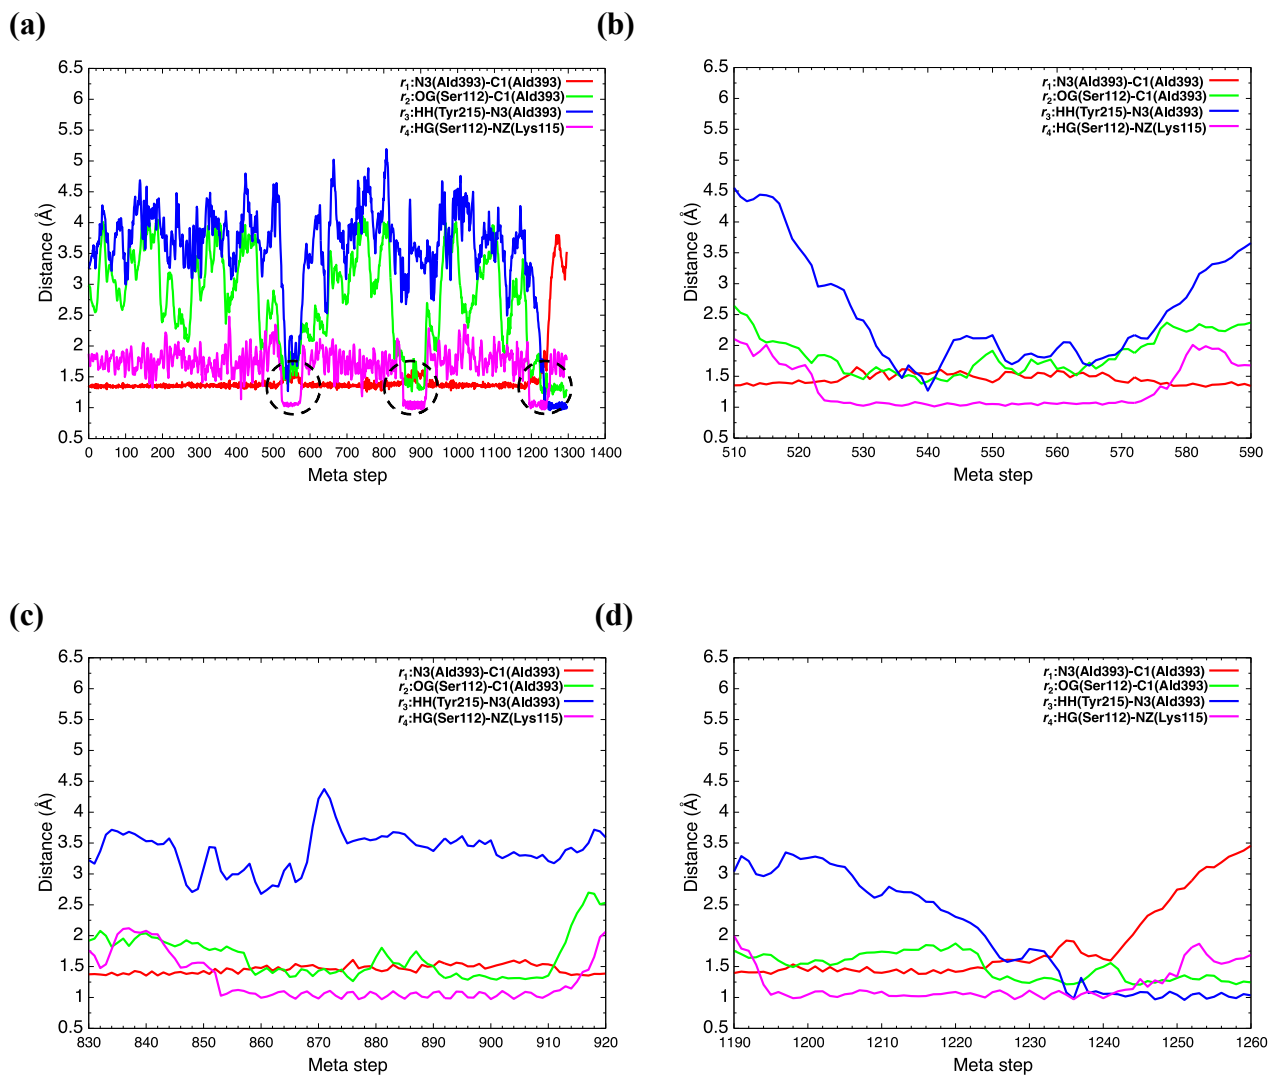 (a)
6.5
6
5.5
5
4.5
4
3.5
3
2.5
2
1.5
1
0.5
Distance (Å)
r1:N3(Ald393)-C1(Ald393)
r2:OG(Ser112)-C1(Ald393)
r3:HH(Tyr215)-N3(Ald393)
r4:HG(Ser112)-NZ(Lys115)
0 100 200 300 400 500 600 700 800 900 1000 1100 1200 1300 1400
Meta step
(b)
6.5
6
5.5
5
4.5
4
3.5
3
2.5
2
1.5
1
0.5
Distance (Å)
r1:N3(Ald393)-C1(Ald393)
r2:OG(Ser112)-C1(Ald393)
r3:HH(Tyr215)-N3(Ald393)
r4:HG(Ser112)-NZ(Lys115)
510 520 530 540 550 560 570 580 590
Meta step
(c)
6.5
6
5.5
5
4.5
4
3.5
3
2.5
2
1.5
1
0.5
Distance (Å)
r1:N3(Ald393)-C1(Ald393)
r2:OG(Ser112)-C1(Ald393)
r3:HH(Tyr215)-N3(Ald393)
r4:HG(Ser112)-NZ(Lys115)
830 840 850 860 870 880 890 900 910 920
Meta step
(d)
6.5
6
5.5
5
4.5
4
3.5
3
2.5
2
1.5
1
0.5
Distance (Å)
r1:N3(Ald393)-C1(Ald393)
r2:OG(Ser112)-C1(Ald393)
r3:HH(Tyr215)-N3(Ald393)
r4:HG(Ser112)-NZ(Lys115)
1190 1200 1210 1220 1230 1240 1250 1260
Meta step